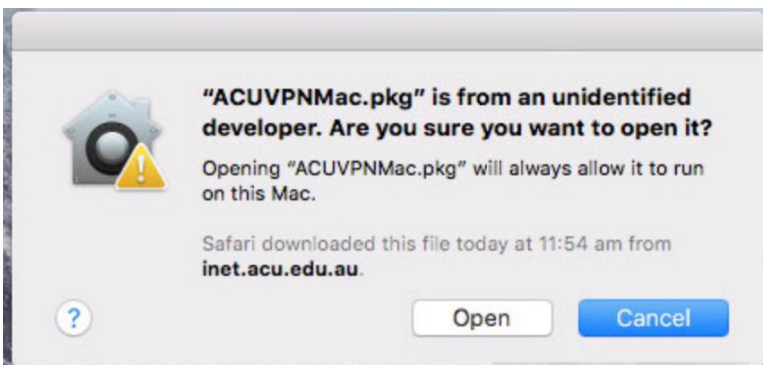 “ACUVPNMac.pkg” is from an unidentified
developer. Are you sure you want to open it?
Opening “ACUVPNMac.pkg” will always allow it to run
on this Mac.
Safari downloaded this file today at 11:54 am from
inet.acu.edu.au.
?
Open
Cancel